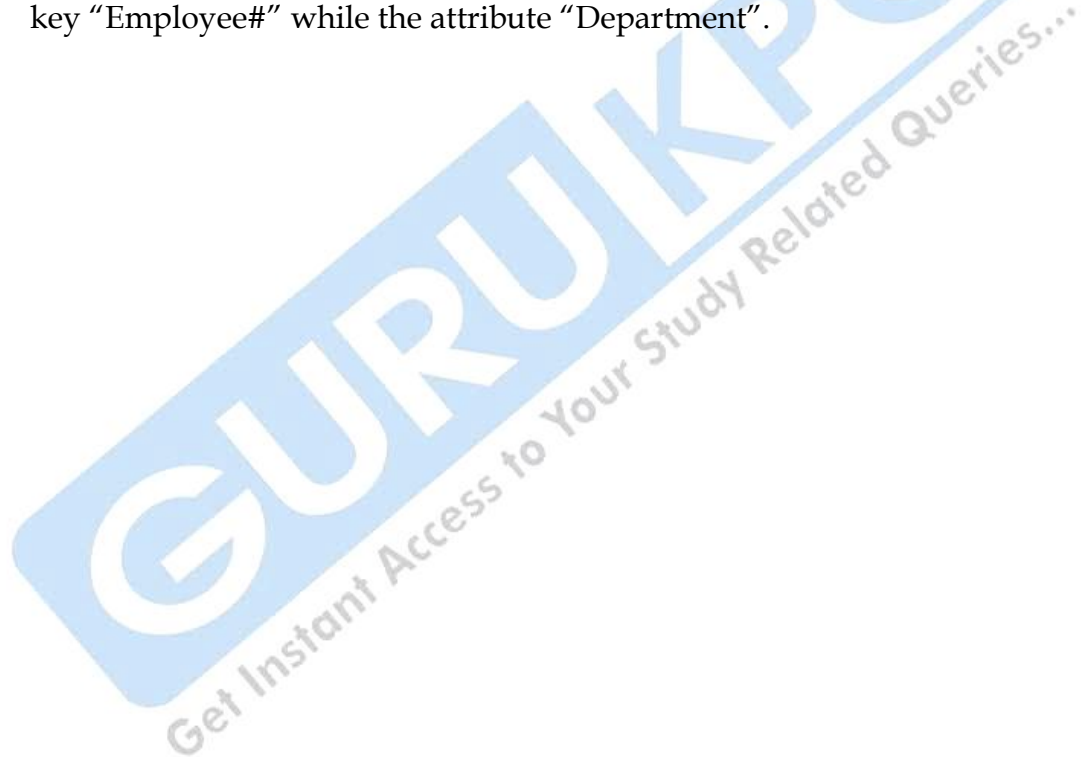 key “Employee#” while the attribute “Department”.
GURUKPO
Get Instant Access to Your Study Related Queries...